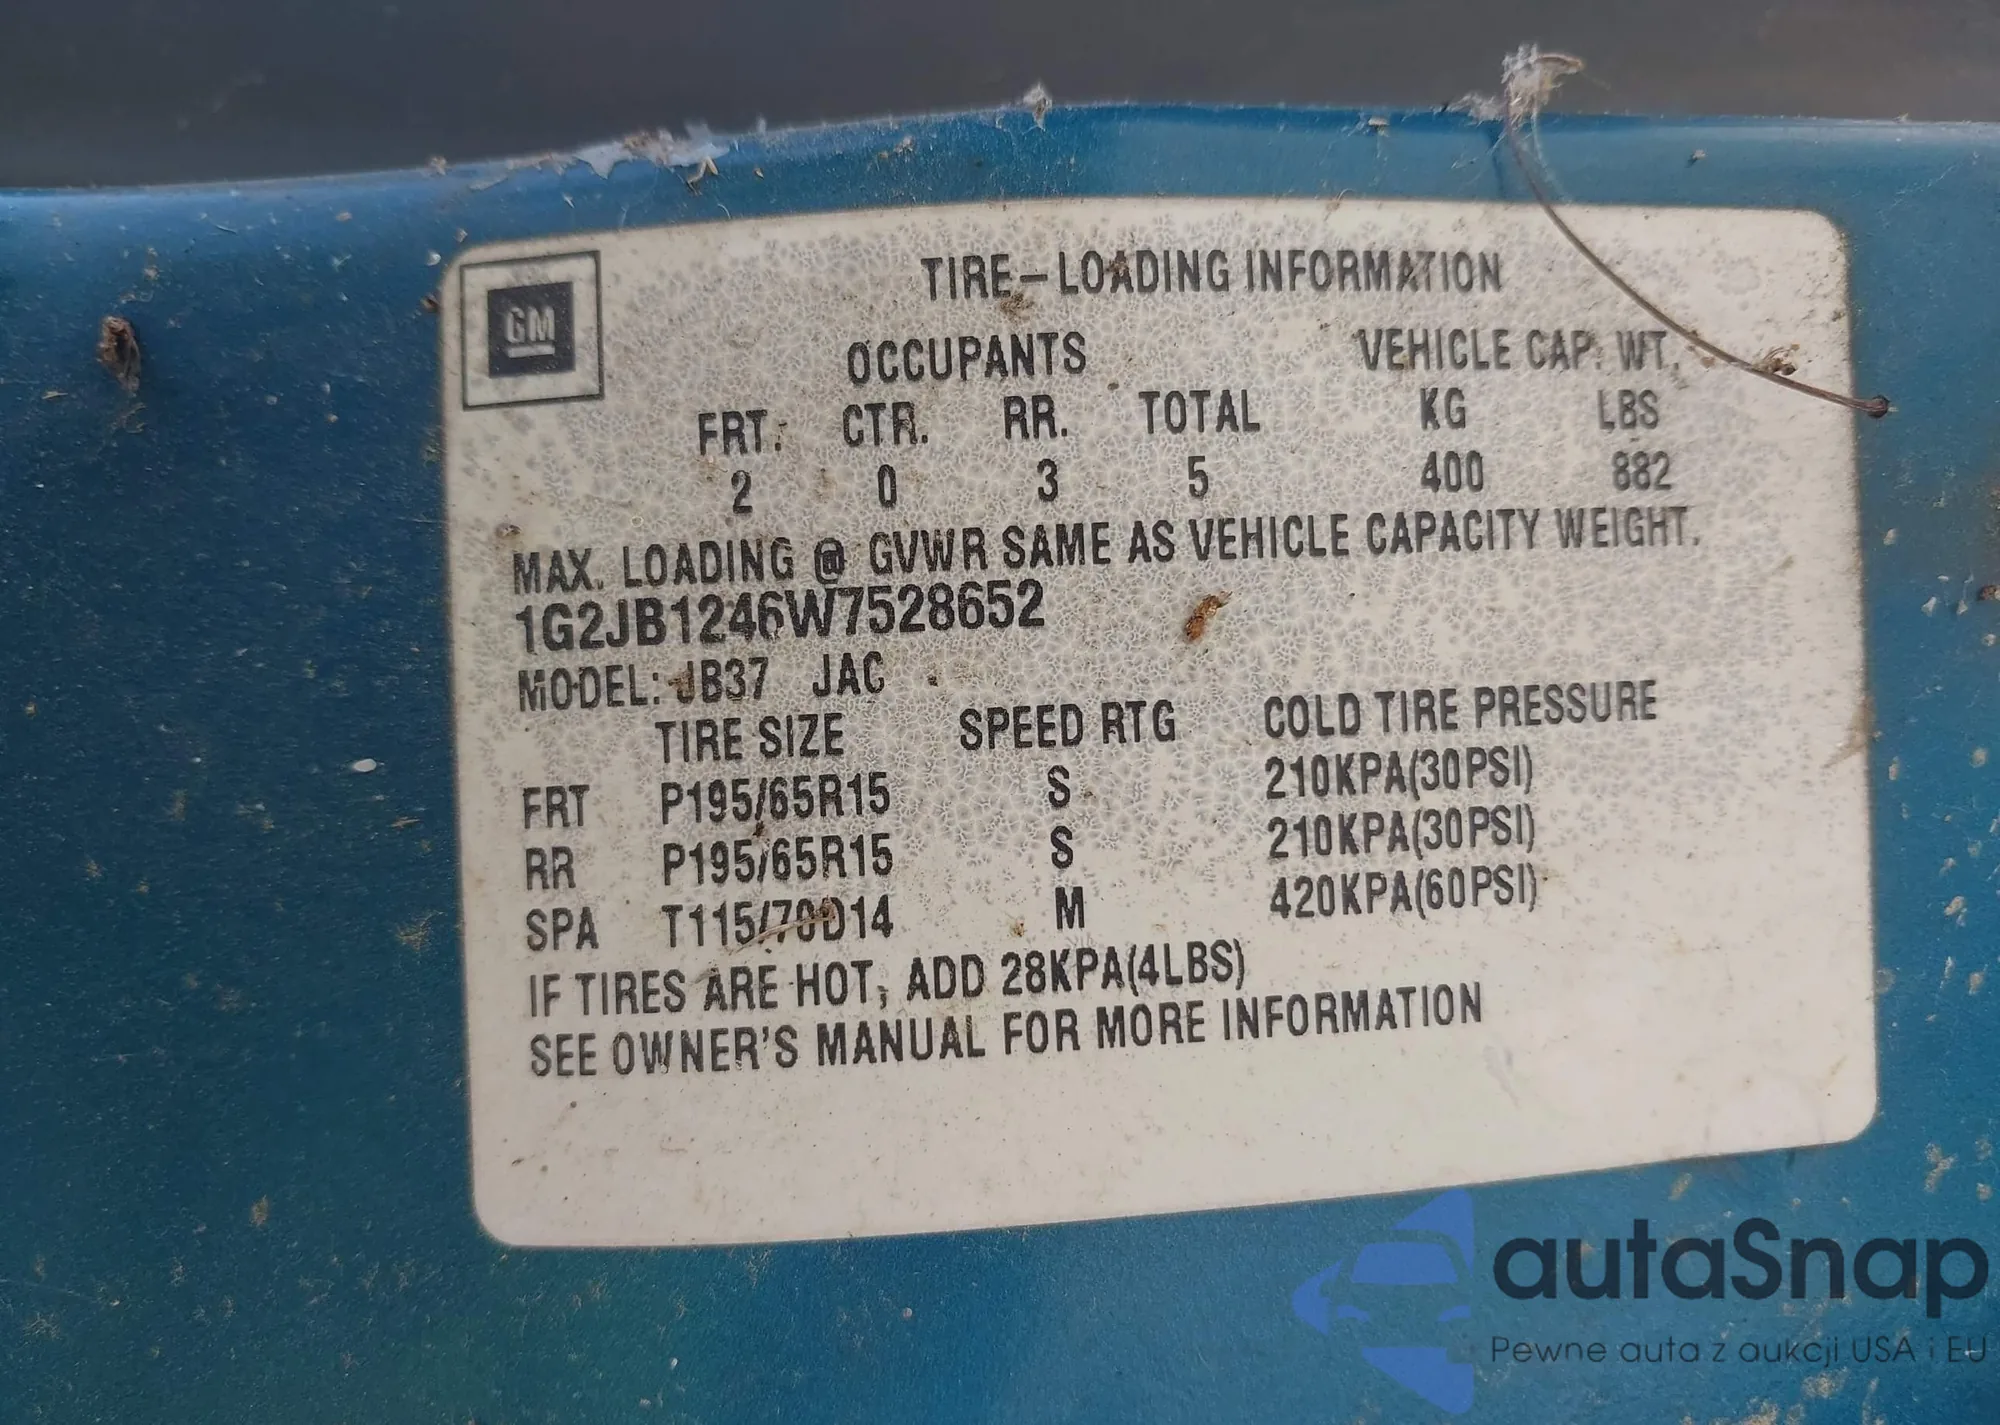 GM
TIRE-LOADING INFORMATION
OCCUPANTS VEHICLE CAP. WT.
FRT. CTR. RR. TOTAL KG LBS
2 0 3 5 400 882
MAX. LOADING @ GVWR SAME AS VEHICLE CAPACITY WEIGHT.
1G2JB1246W7528652
MODEL: JB37 JAC
TIRE SIZE SPEED RTG COLD TIRE PRESSURE
FRT P195/65R15 S 210KPA(30PSI)
RR P195/65R15 S 210KPA(30PSI)
SPA T115/70D14 M 420KPA(60PSI)
IF TIRES ARE HOT, ADD 28KPA(4LBS)
SEE OWNER'S MANUAL FOR MORE INFORMATION
autaSnap
Pewne auta z aukcji USA i EU